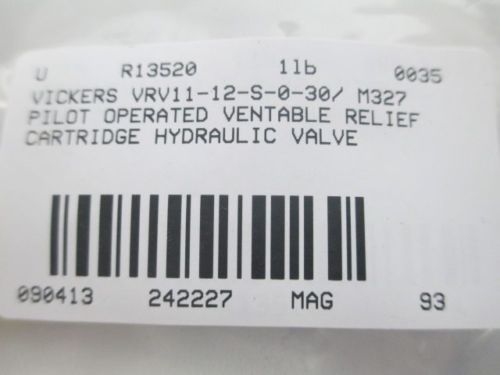 U R13520 1lb 0035
VICKERS VRV11-12-S-0-30/ M327
PILOT OPERATED VENTABLE RELIEF
CARTRIDGE HYDRAULIC VALVE
090413 242227 MAG 93